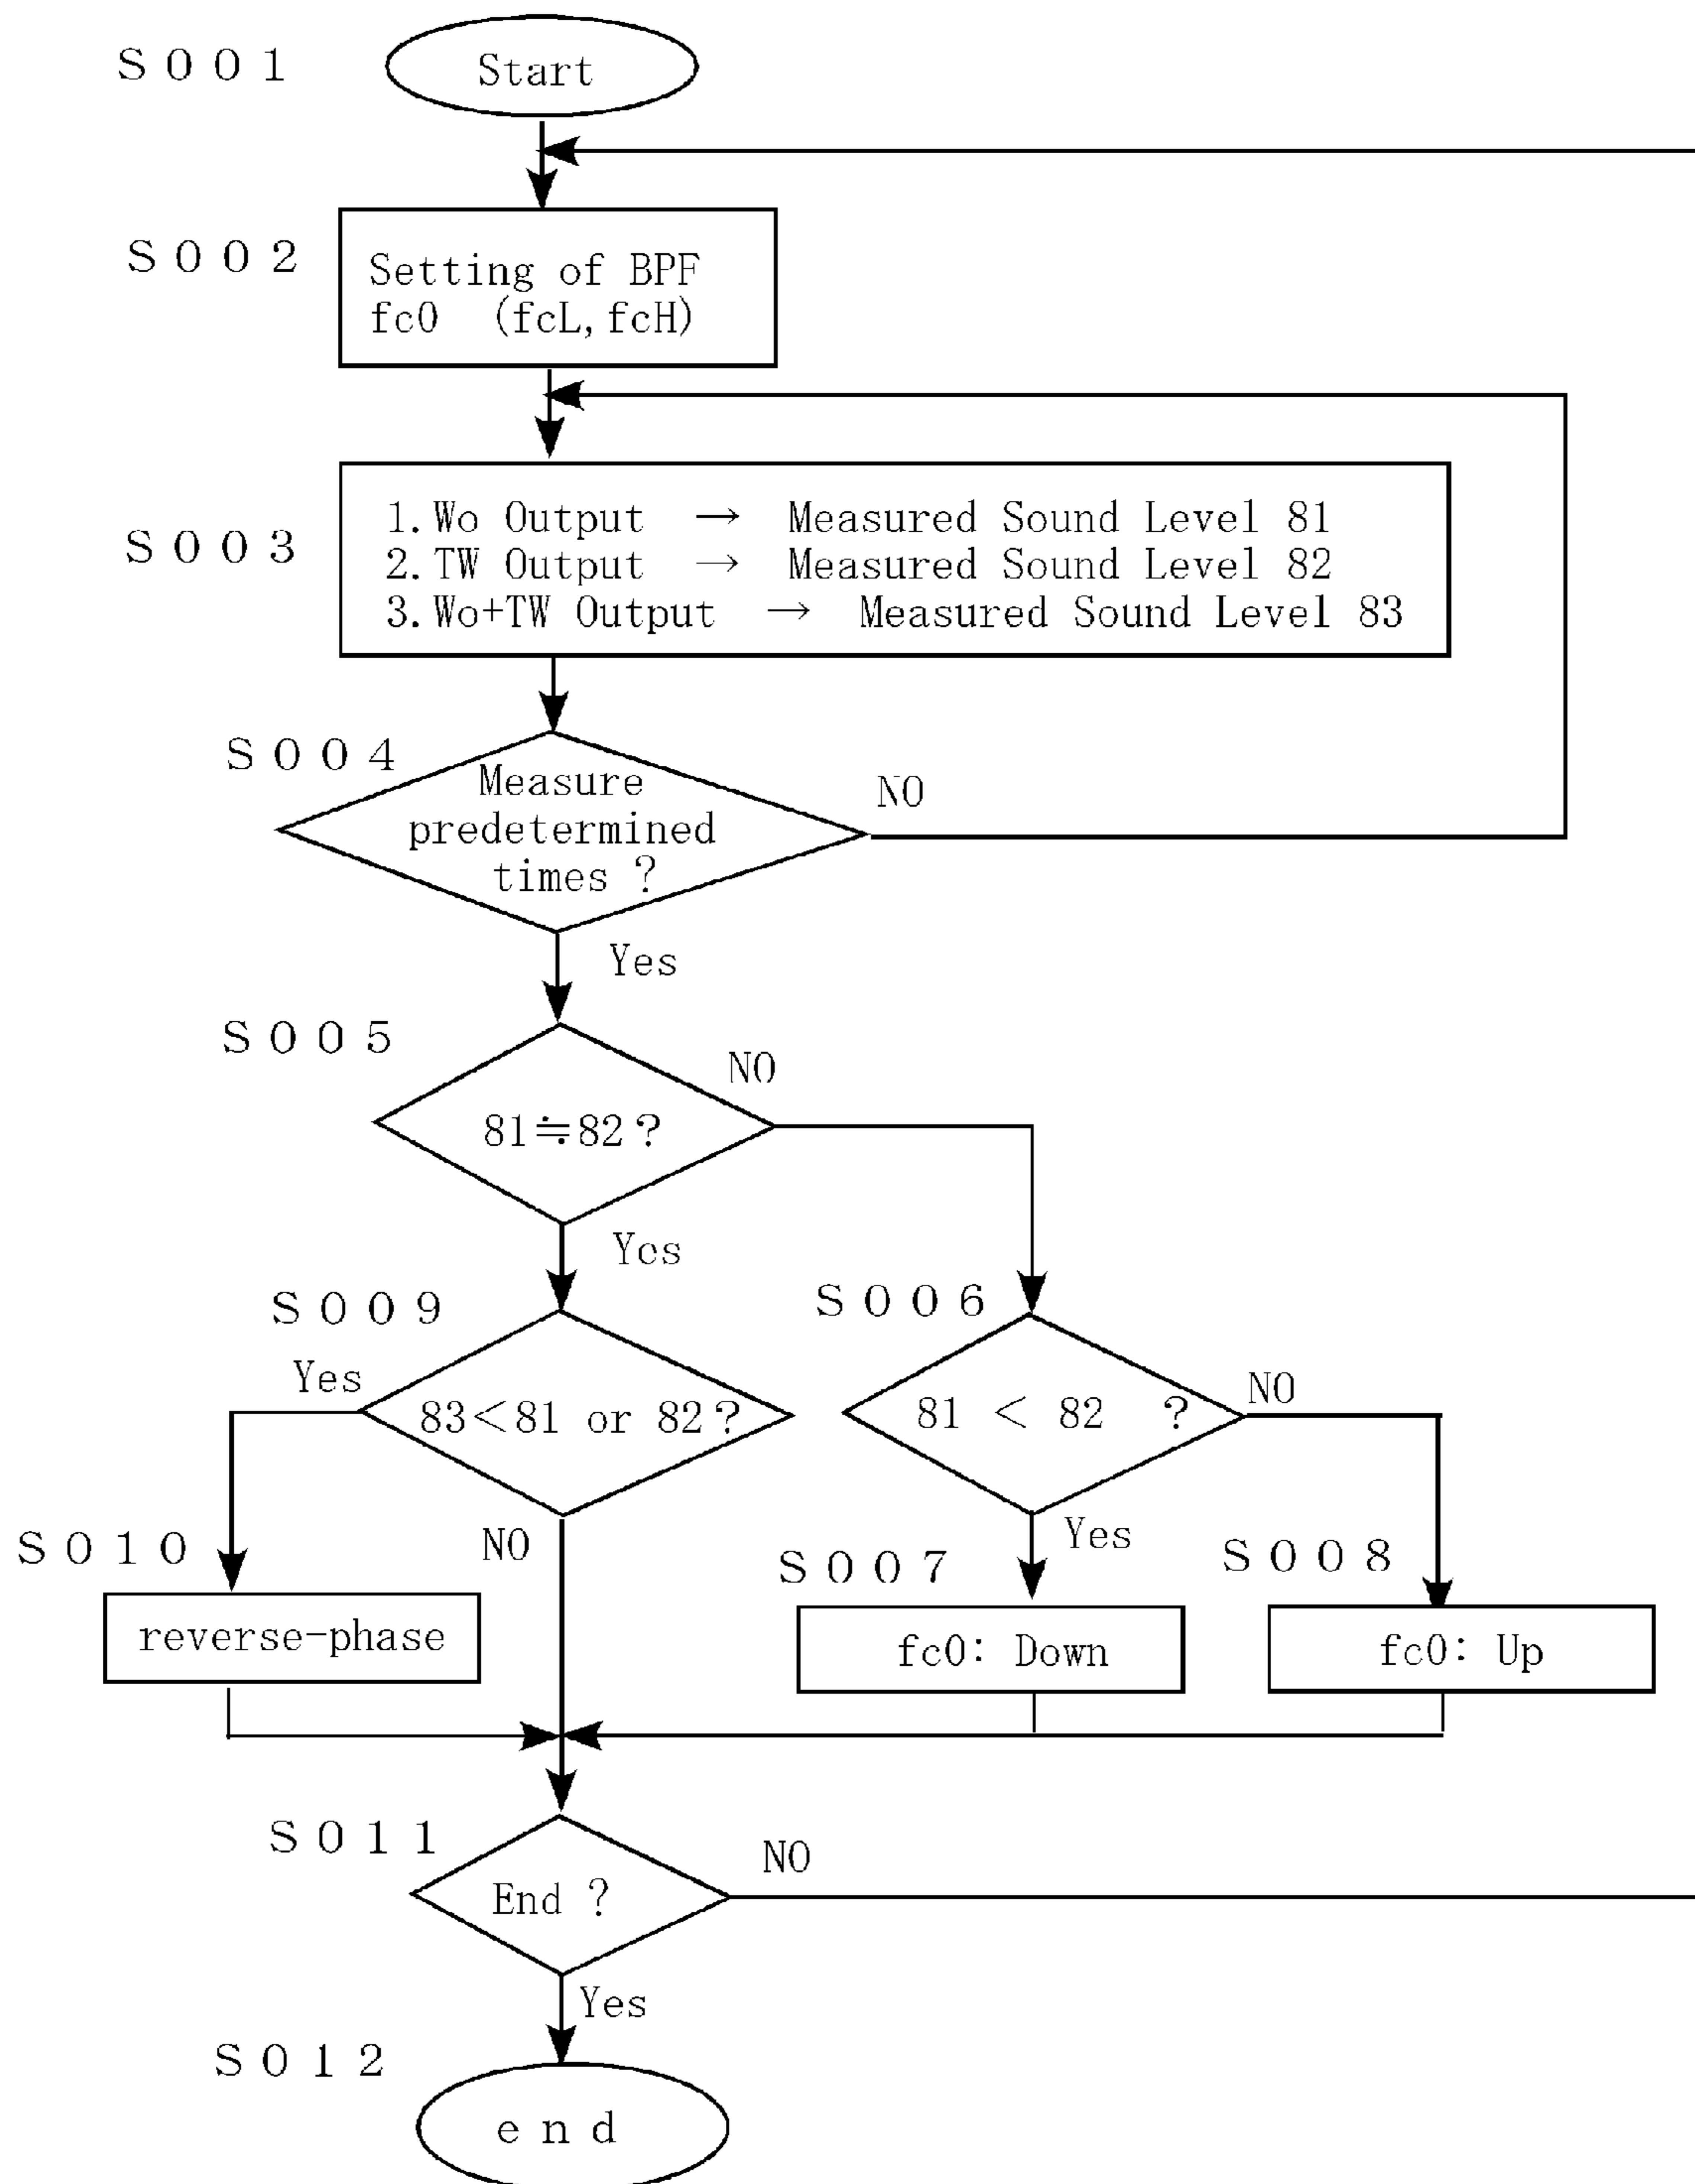 S001
Start
S002
Setting of BPF
fc0 (fcL,fcH)
S003
1.Wo Output → Measured Sound Level 81
2.TW Output → Measured Sound Level 82
3.Wo+TW Output → Measured Sound Level 83
S004
Measure
predetermined
times ?
NO
Yes
S005
81≒82?
NO
Yes
S009
83<81 or 82?
Yes
NO
S006
81 < 82 ?
NO
Yes
S010
reverse-phase
S007
fc0: Down
S008
fc0: Up
S011
End ?
NO
Yes
S012
end